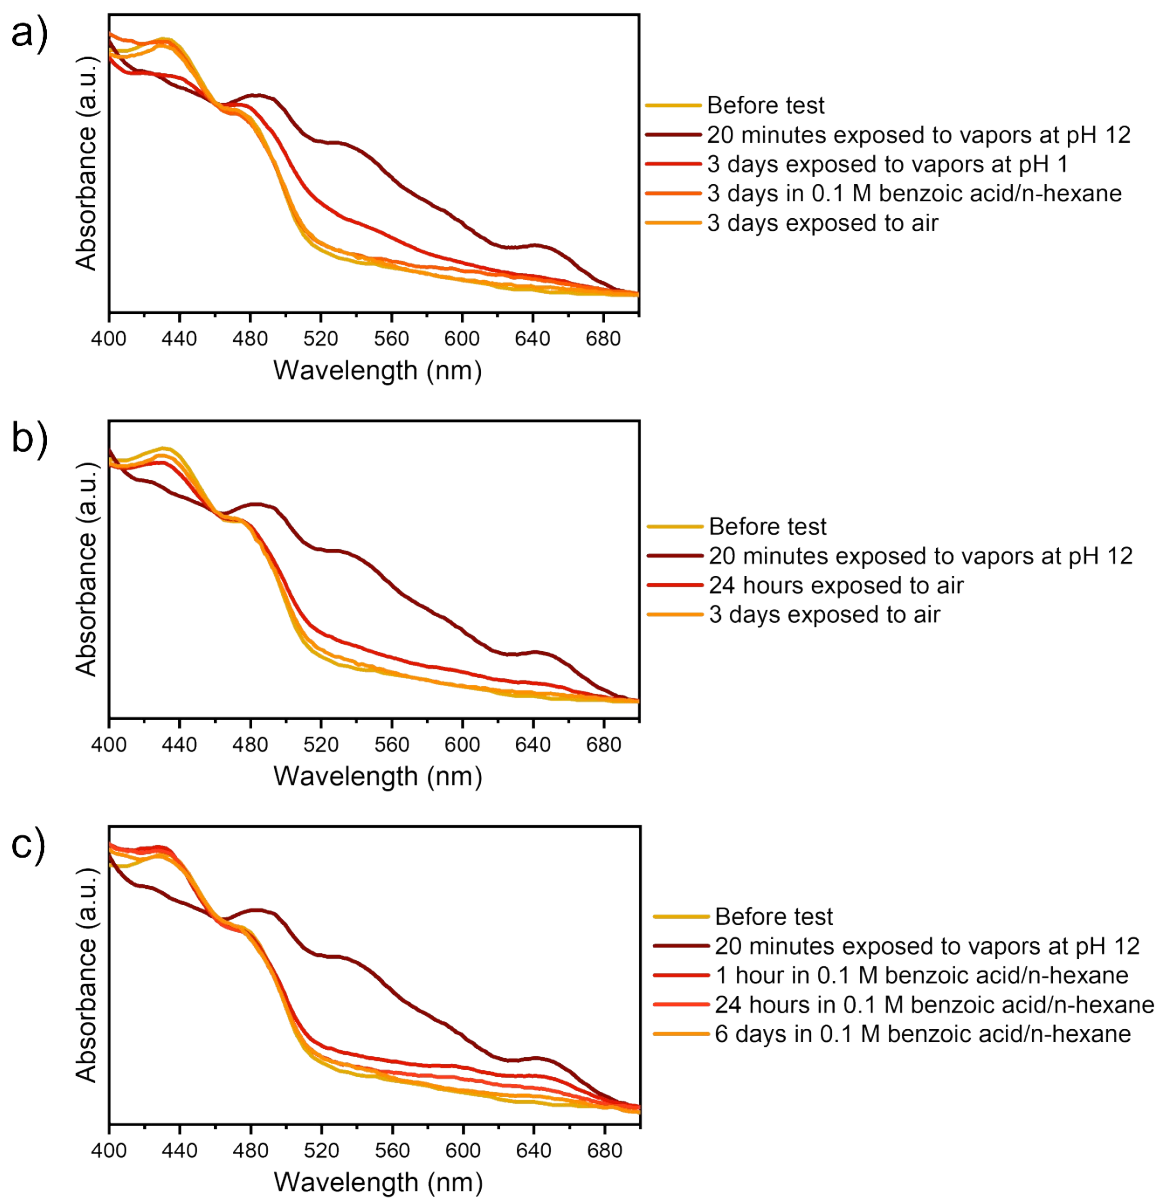 a)
Absorbance (a.u.)
Before test
20 minutes exposed to vapors at pH 12
3 days exposed to vapors at pH 1
3 days in 0.1 M benzoic acid/n-hexane
3 days exposed to air
400 440 480 520 560 600 640 680
Wavelength (nm)
b)
Absorbance (a.u.)
Before test
20 minutes exposed to vapors at pH 12
24 hours exposed to air
3 days exposed to air
400 440 480 520 560 600 640 680
Wavelength (nm)
c)
Absorbance (a.u.)
Before test
20 minutes exposed to vapors at pH 12
1 hour in 0.1 M benzoic acid/n-hexane
24 hours in 0.1 M benzoic acid/n-hexane
6 days in 0.1 M benzoic acid/n-hexane
400 440 480 520 560 600 640 680
Wavelength (nm)